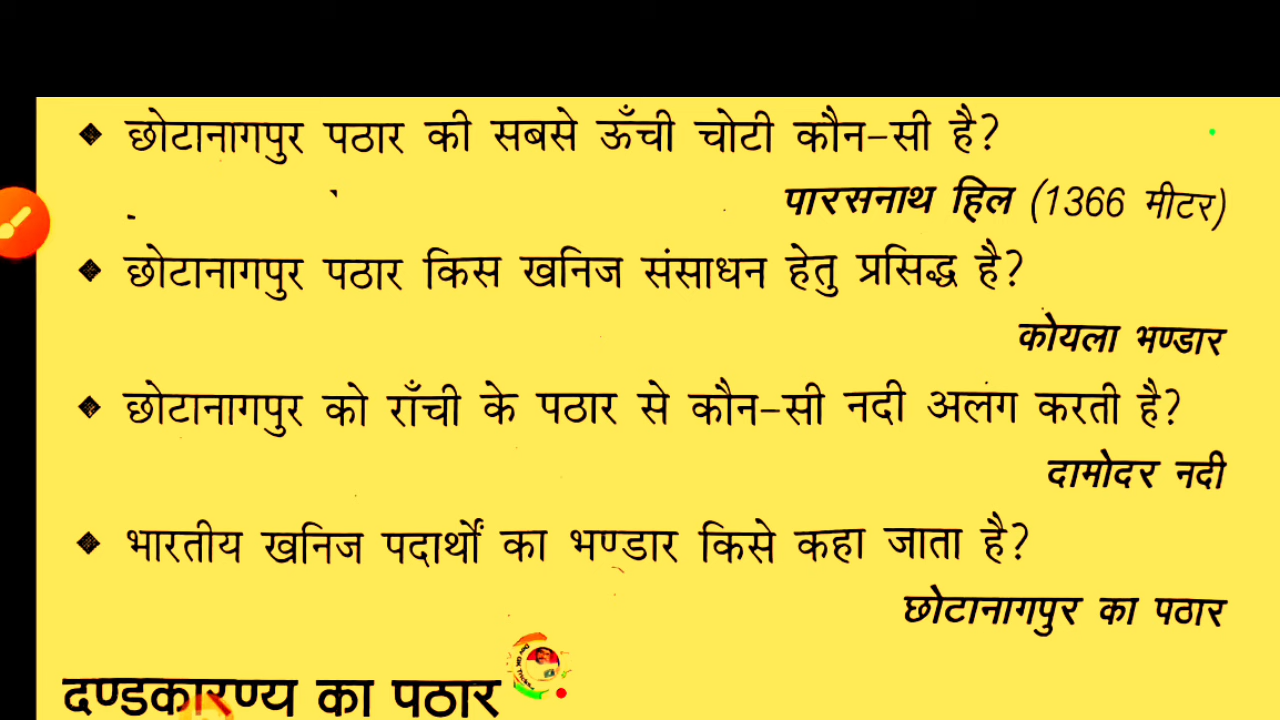 ❖ छोटानागपुर पठार की सबसे ऊँची चोटी कौन-सी है?
पारसनाथ हिल (1366 मीटर)
❖ छोटानागपुर पठार किस खनिज संसाधन हेतु प्रसिद्ध है?
कोयला भण्डार
❖ छोटानागपुर को राँची के पठार से कौन-सी नदी अलग करती है?
दामोदर नदी
❖ भारतीय खनिज पदार्थों का भण्डार किसे कहा जाता है?
छोटानागपुर का पठार
दण्डकारण्य का पठार